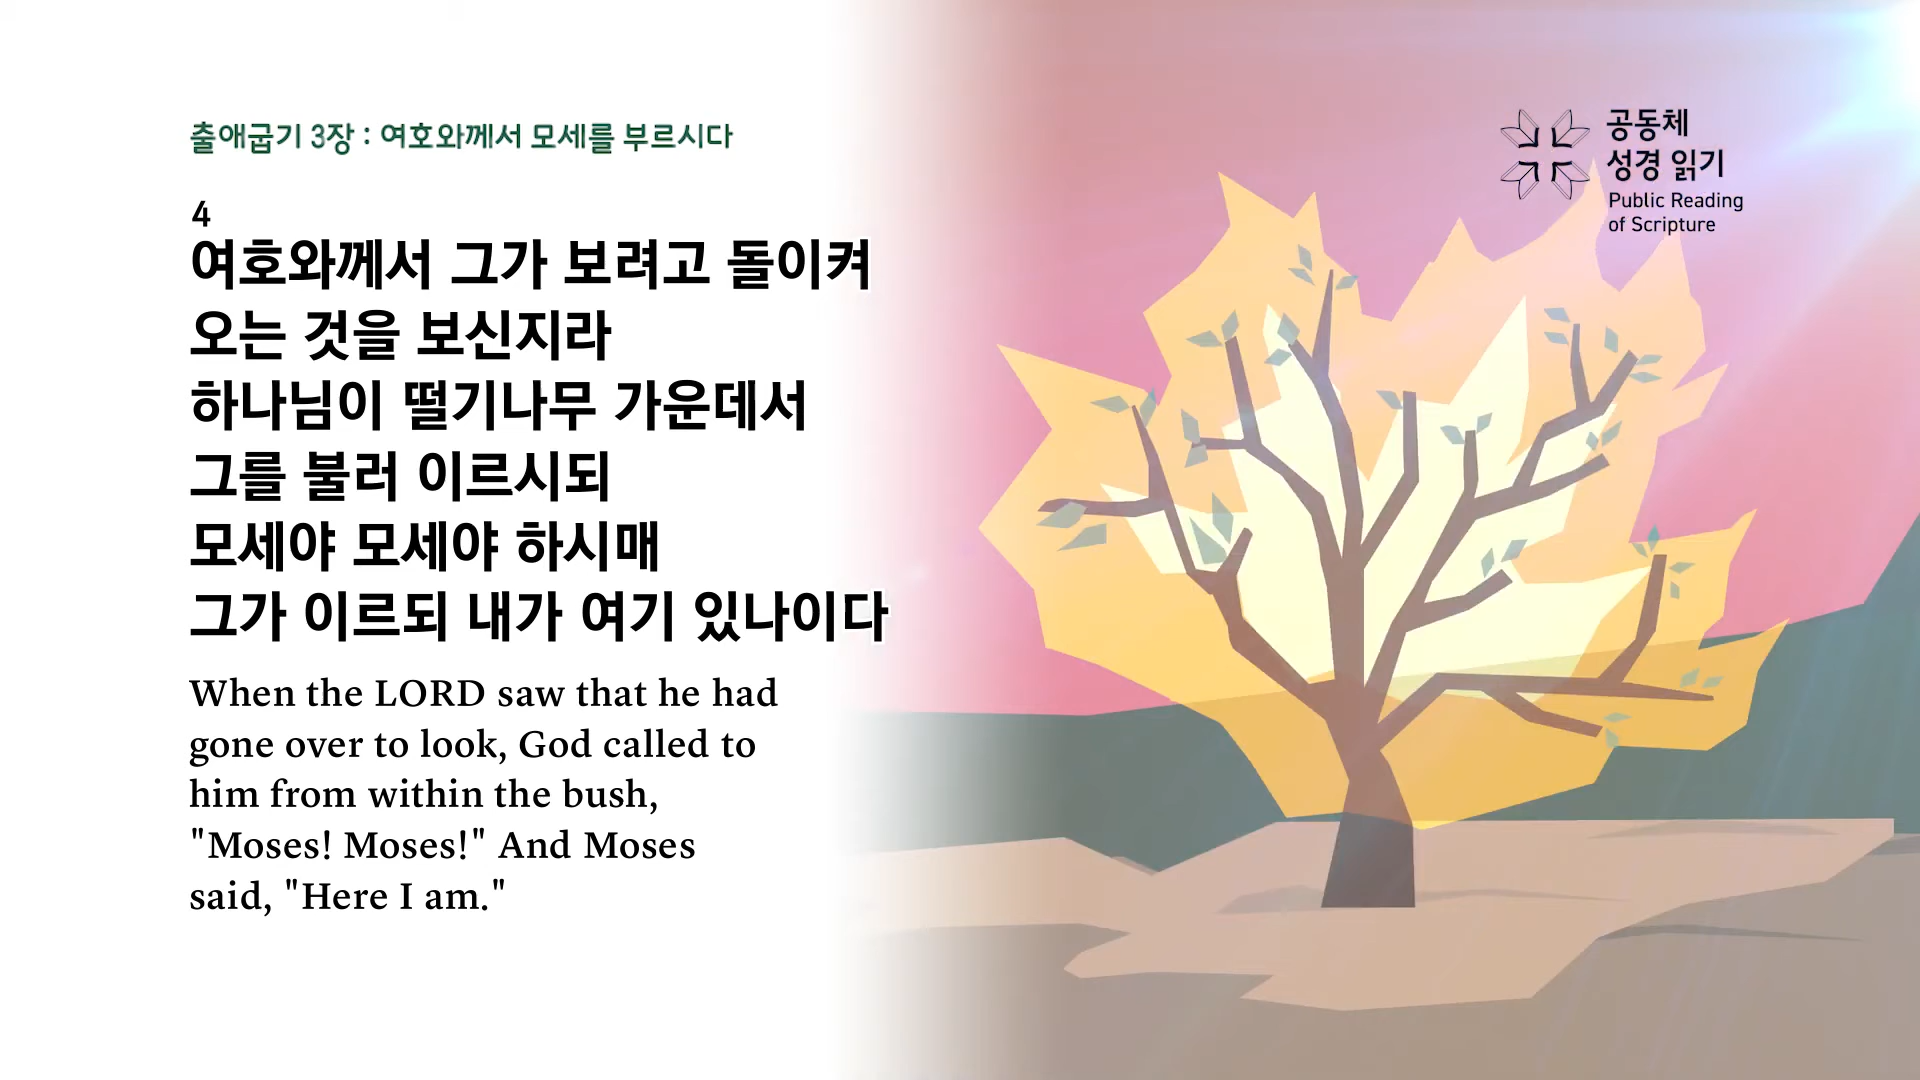 출애굽기 3장 : 여호와께서 모세를 부르시다
공동체
성경 읽기
Public Reading
of Scripture
4
여호와께서 그가 보려고 돌이켜
오는 것을 보신지라
하나님이 떨기나무 가운데서
그를 불러 이르시되
모세야 모세야 하시매
그가 이르되 내가 여기 있나이다
When the LORD saw that he had
gone over to look, God called to
him from within the bush,
"Moses! Moses!" And Moses
said, "Here I am."